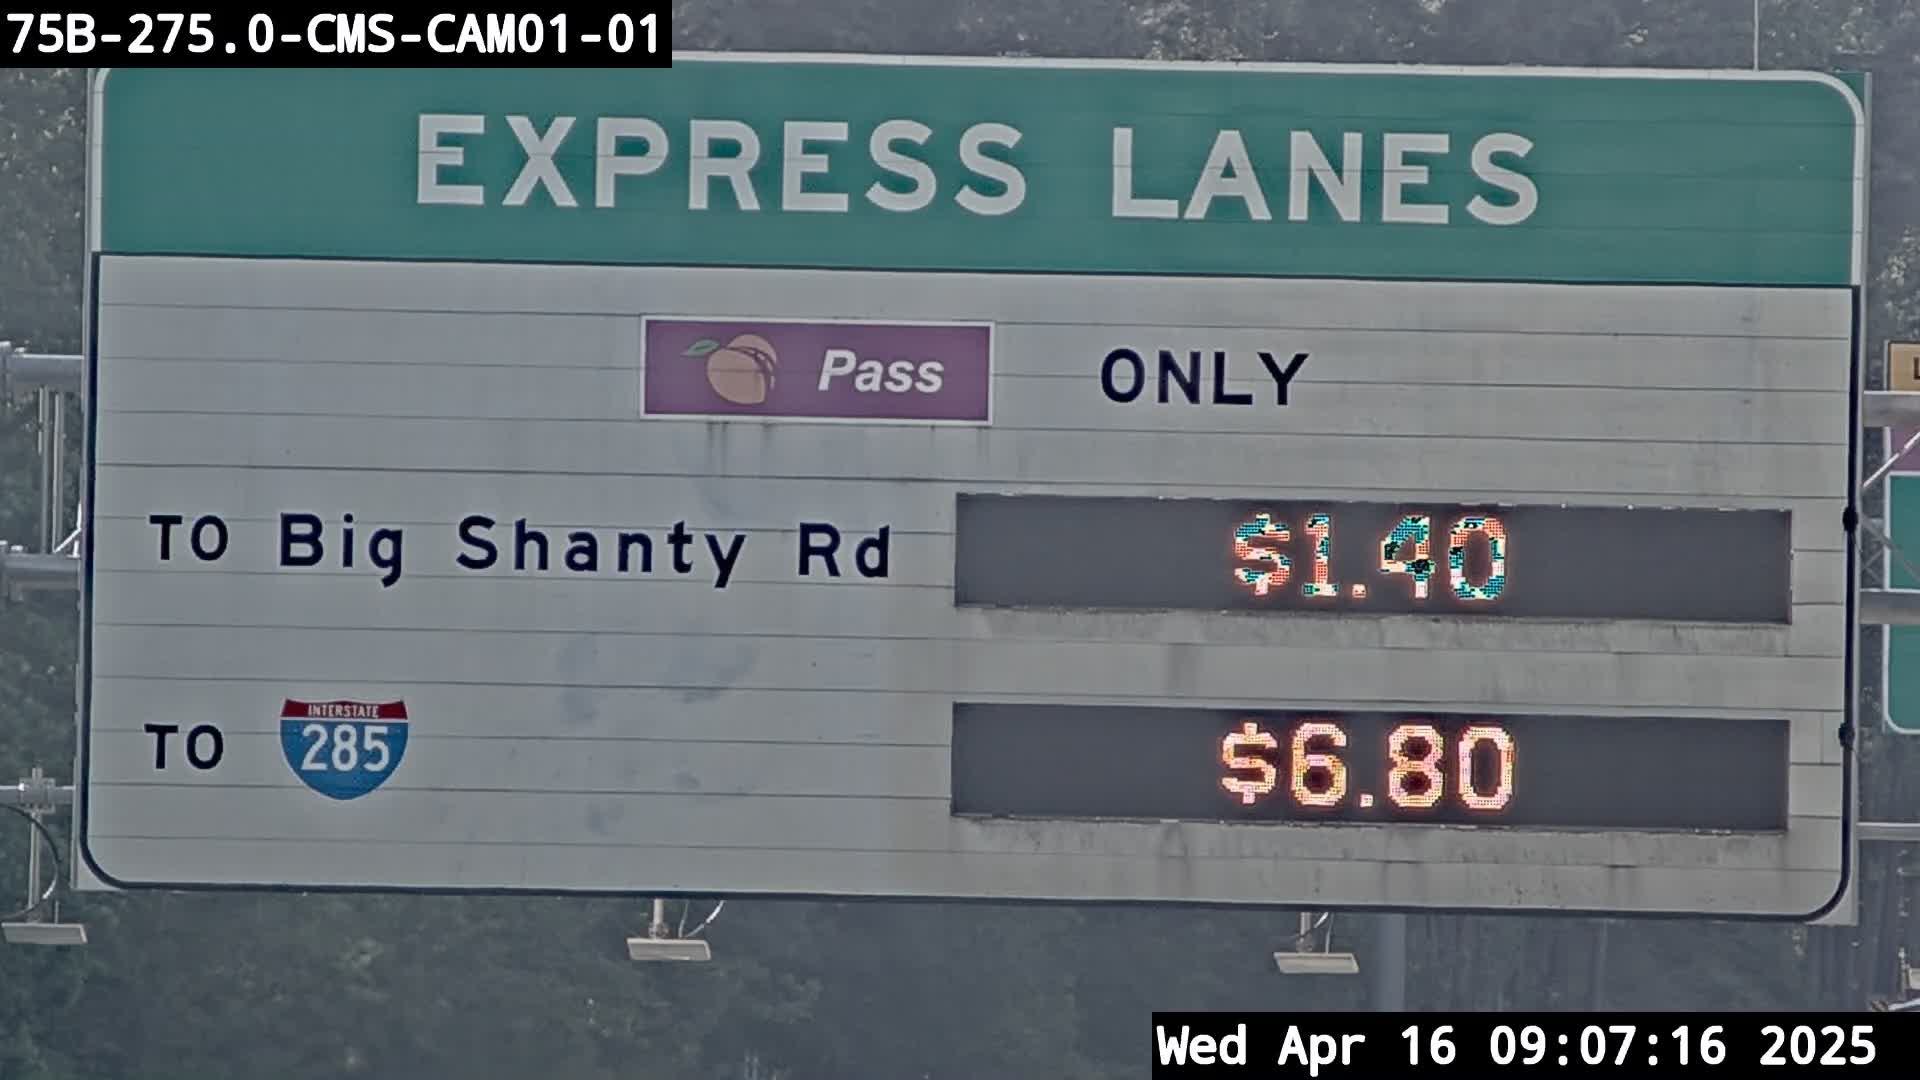 75B-275.0-CMS-CAM01-01
EXPRESS LANES
Pass ONLY
TO Big Shanty Rd $1.40
TO INTERSTATE 285 $6.80
Wed Apr 16 09:07:16 2025